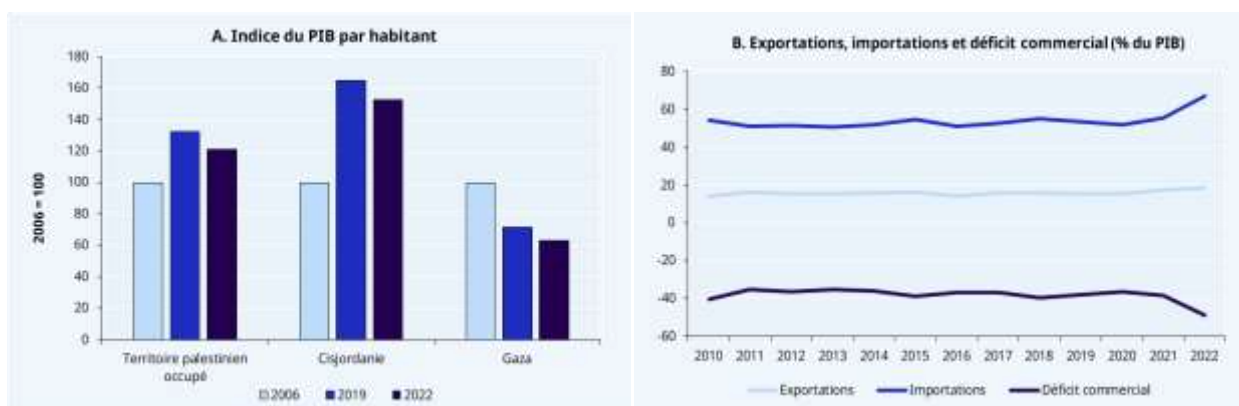 A. Indice du PIB par habitant
180
160
140
120
100
80
60
40
20
0
2006 = 100
Territoire palestinien
occupé
Cisjordanie
Gaza
2006 2019 2022
B. Exportations, importations et déficit commercial (% du PIB)
80
60
40
20
0
-20
-40
-60
2010 2011 2012 2013 2014 2015 2016 2017 2018 2019 2020 2021 2022
Exportations Importations Déficit commercial